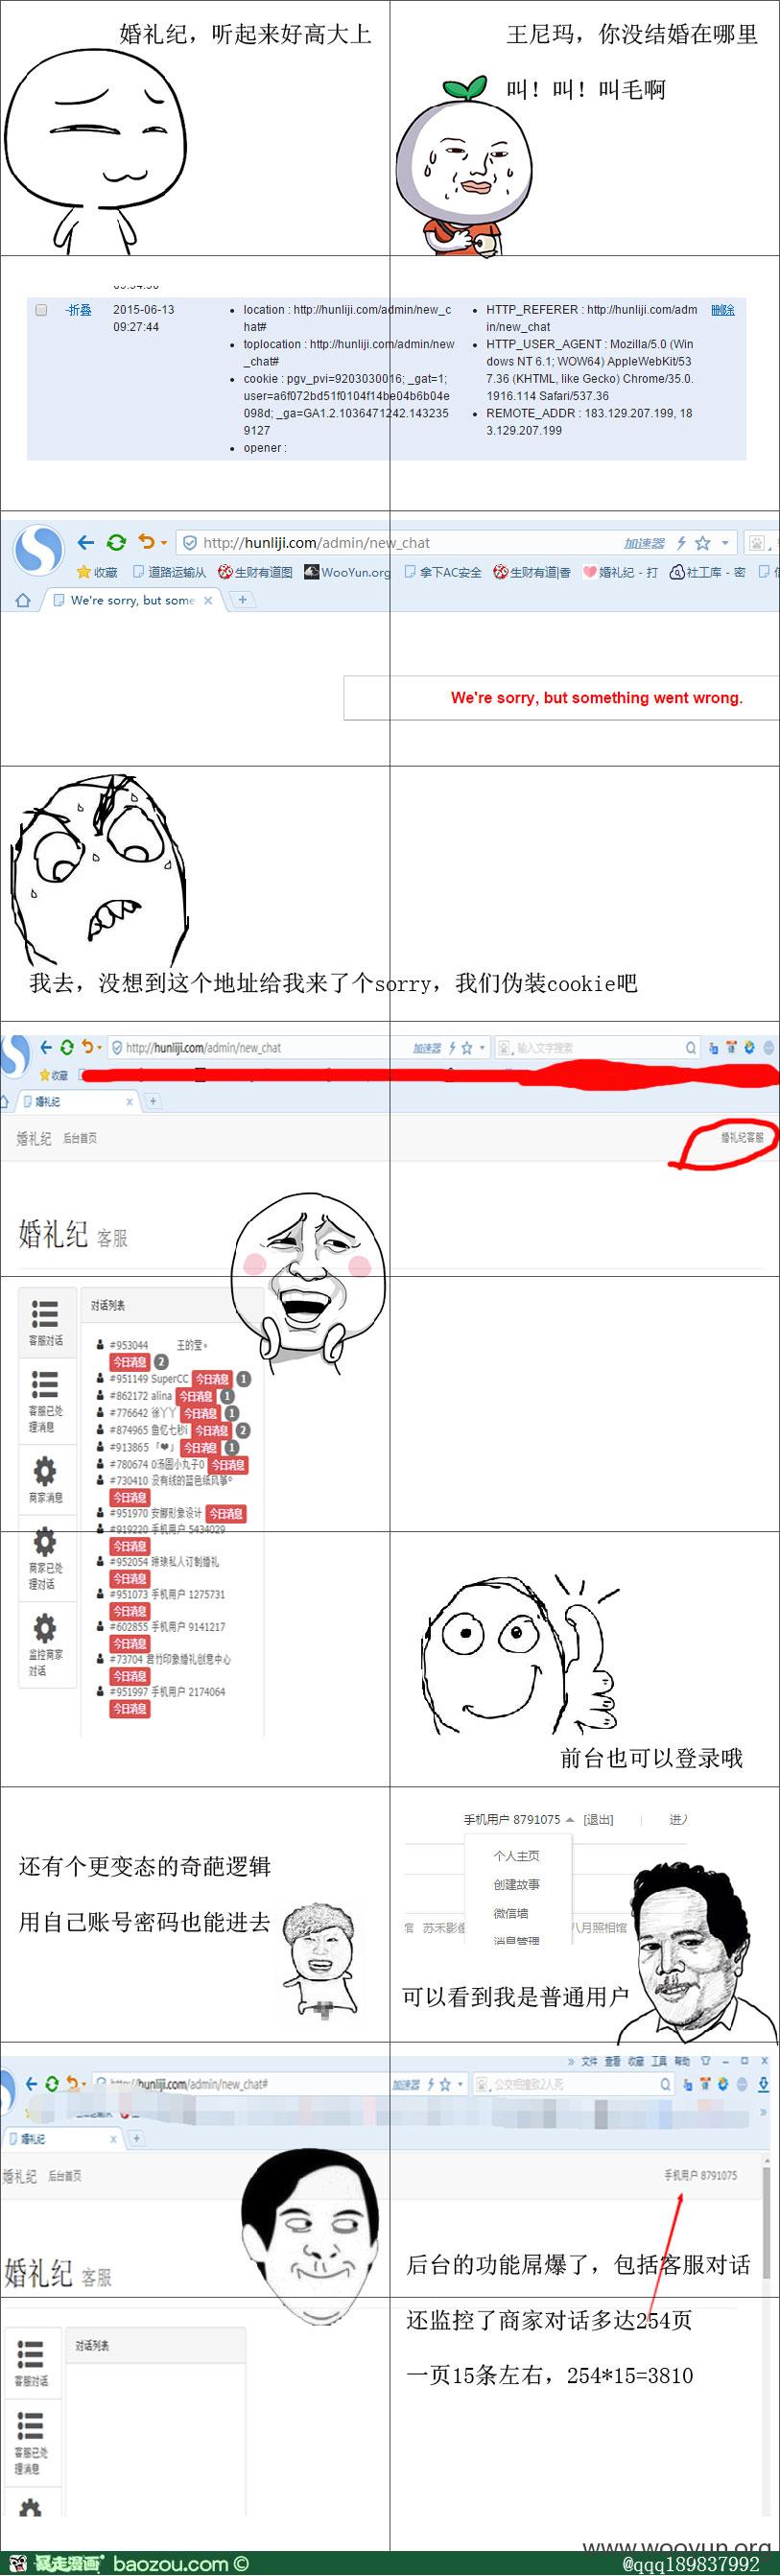 婚礼纪，听起来好高大上
王尼玛，你没结婚在哪里
叫！叫！叫毛啊
-折叠
2015-06-13
09:27:44
location : http://hunliji.com/admin/new_c
hat#
toplocation : http://hunliji.com/admin/new
_chat#
cookie : pgv_pvi=9203030016; _gat=1;
user=a6f072bd51f0104f14be04b6b04e
098d; _ga=GA1.2.1036471242.143235
9127
opener :
HTTP_REFERER : http://hunliji.com/adm
in/new_chat
HTTP_USER_AGENT : Mozilla/5.0 (Win
dows NT 6.1; WOW64) AppleWebKit/53
7.36 (KHTML, like Gecko) Chrome/35.0.
1916.114 Safari/537.36
REMOTE_ADDR : 183.129.207.199, 18
3.129.207.199
删除
http://hunliji.com/admin/new_chat
加速器
收藏 道路运输从 生财有道图 WooYun.org 拿下AC安全 生财有道|香 婚礼纪 - 打 社工库 - 密
We're sorry, but some
We're sorry, but something went wrong.
我去，没想到这个地址给我来了个sorry，我们伪装cookie吧
http://hunliji.com/admin/new_chat
加速器
输入文字搜索
收藏
婚礼纪
婚礼纪 后台首页
婚礼纪客服
婚礼纪 客服
客服对话
客服已处
理消息
商家消息
商家已处
理对话
监控商家
对话
对话列表
#953044 王的莹。
今日消息 2
#951149 SuperCC 今日消息 1
#862172 alina 今日消息 1
#776642 徐丫丫 今日消息 1
#874965 鱼忆七秒i 今日消息 2
#913865 「❤」 今日消息 1
#780674 0汤圆小丸子0 今日消息
#730410 没有线的蓝色纸风筝°
今日消息
#951970 安娜形象设计 今日消息
#919220 手机用户 5434029
今日消息
#952054 琳琅私人订制婚礼
今日消息
#951073 手机用户 1275731
今日消息
#602855 手机用户 9141217
今日消息
#73704 君竹印象婚礼创意中心
今日消息
#951997 手机用户 2174064
今日消息
前台也可以登录哦
还有个更变态的奇葩逻辑
用自己账号密码也能进去
手机用户 8791075 [退出]
个人主页
创建故事
微信墙
消息管理
苏禾影
八月照相馆
可以看到我是普通用户
文件 查看 收藏 工具 帮助
http://hunliji.com/admin/new_chat#
加速器
公交相撞致2人死
婚礼纪
婚礼纪 后台首页
手机用户 8791075
婚礼纪 客服
后台的功能屌爆了，包括客服对话
还监控了商家对话多达254页
一页15条左右，254*15=3810
客服对话
客服已处
理消息
对话列表
www.wooyun.org
暴走漫画 baozou.com ©
@qqq189837992